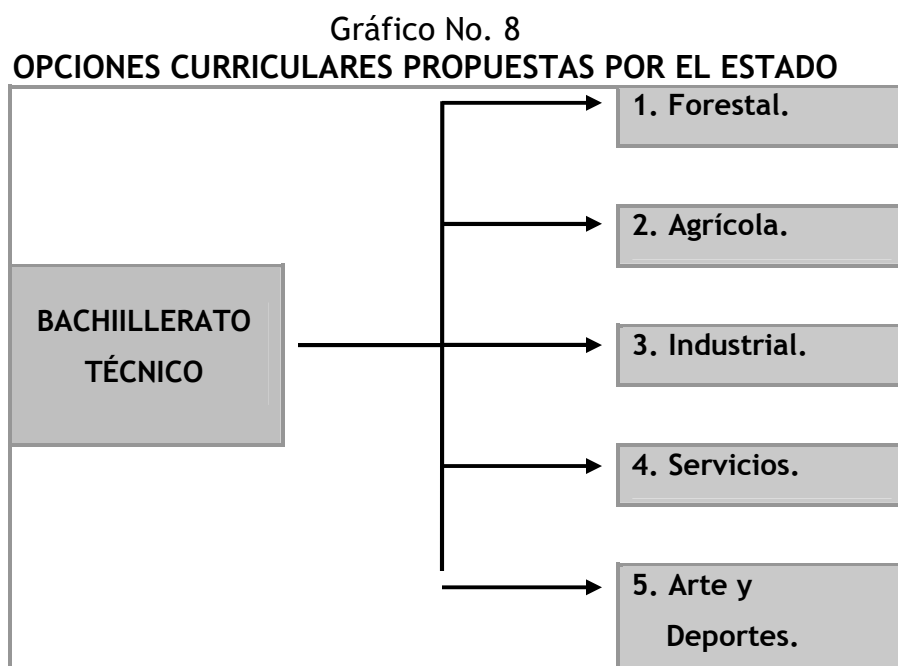 Gráfico No. 8
OPCIONES CURRICULARES PROPUESTAS POR EL ESTADO
1. Forestal.
2. Agrícola.
BACHIILLERATO
TÉCNICO
3. Industrial.
4. Servicios.
5. Arte y
Deportes.